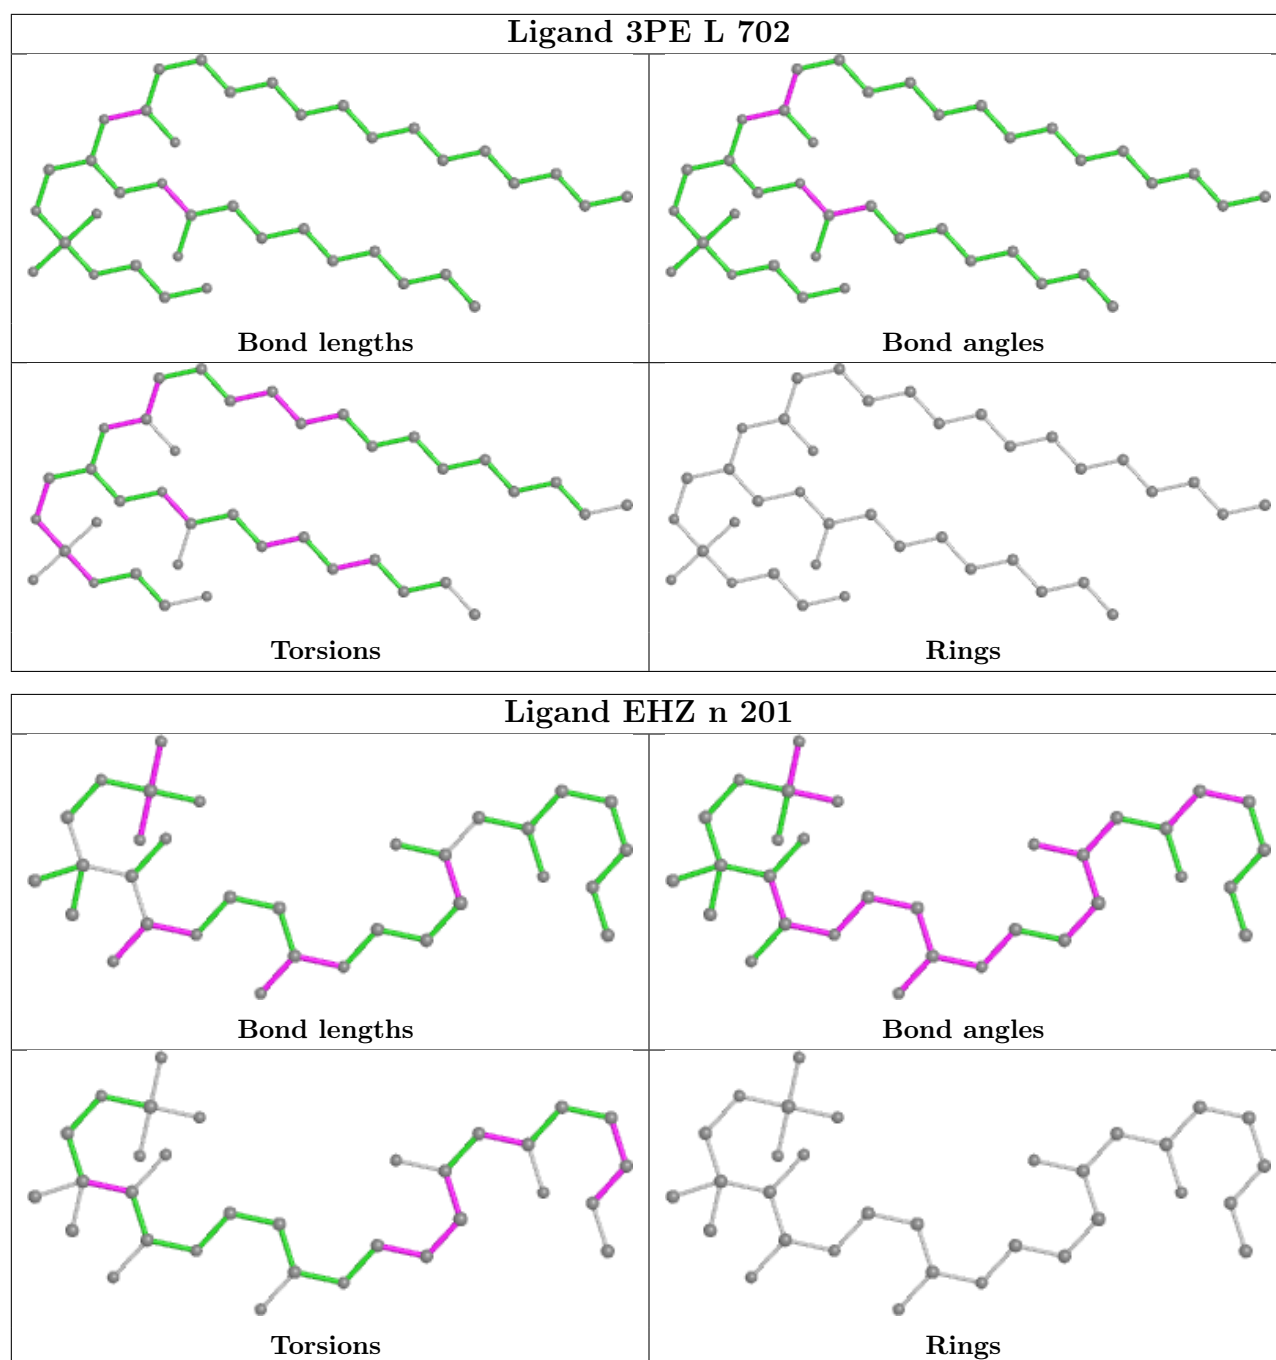 Ligand 3PE L 702
Bond lengths
Bond angles
Torsions
Rings
Ligand EHZ n 201
Bond lengths
Bond angles
Torsions
Rings